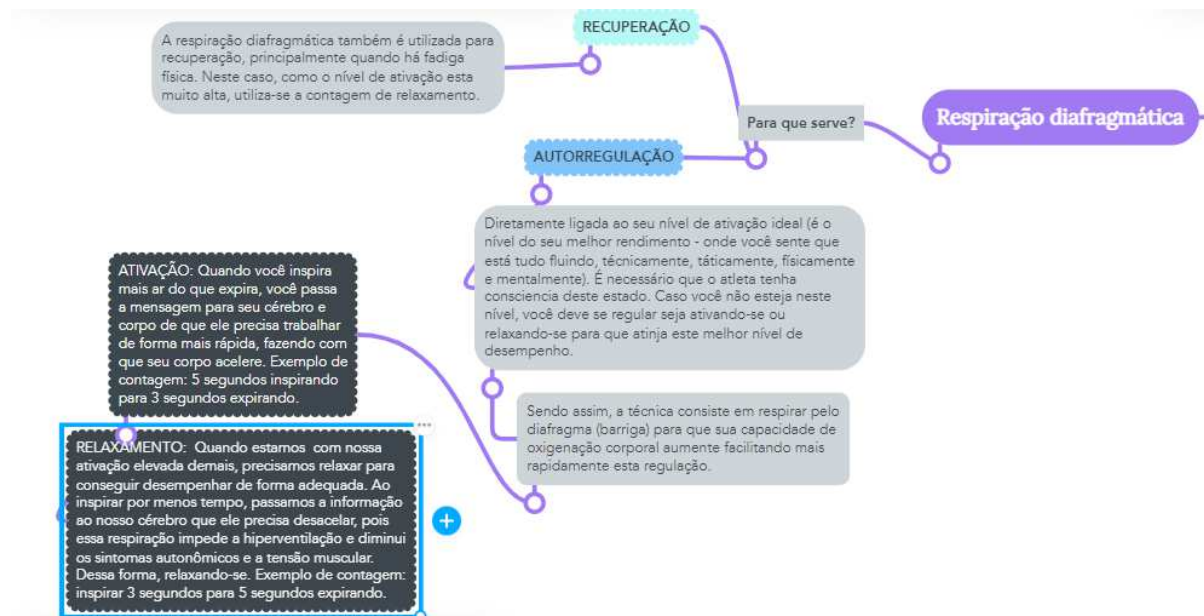 RECUPERAÇÃO
A respiração diafragmática também é utilizada para
recuperação, principalmente quando há fadiga
física. Neste caso, como o nível de ativação esta
muito alta, utiliza-se a contagem de relaxamento.
Para que serve?
Respiração diafragmática
AUTORREGULAÇÃO
Diretamente ligada ao seu nível de ativação ideal (é o
nível do seu melhor rendimento - onde você sente que
está tudo fluindo, técnicamente, táticamente, físicamente
e mentalmente). É necessário que o atleta tenha
consciencia deste estado. Caso você não esteja neste
nível, você deve se regular seja ativando-se ou
relaxando-se para que atinja este melhor nível de
desempenho.
Sendo assim, a técnica consiste em respirar pelo
diafragma (barriga) para que sua capacidade de
oxigenação corporal aumente facilitando mais
rapidamente esta regulação.
ATIVAÇÃO: Quando você inspira
mais ar do que expira, você passa
a mensagem para seu cérebro e
corpo de que ele precisa trabalhar
de forma mais rápida, fazendo com
que seu corpo acelere. Exemplo de
contagem: 5 segundos inspirando
para 3 segundos expirando.
RELAXAMENTO: Quando estamos com nossa
ativação elevada demais, precisamos relaxar para
conseguir desempenhar de forma adequada. Ao
inspirar por menos tempo, passamos a informação
ao nosso cérebro que ele precisa desacelar, pois
essa respiração impede a hiperventilação e diminui
os sintomas autonômicos e a tensão muscular.
Dessa forma, relaxando-se. Exemplo de contagem:
inspirar 3 segundos para 5 segundos expirando.